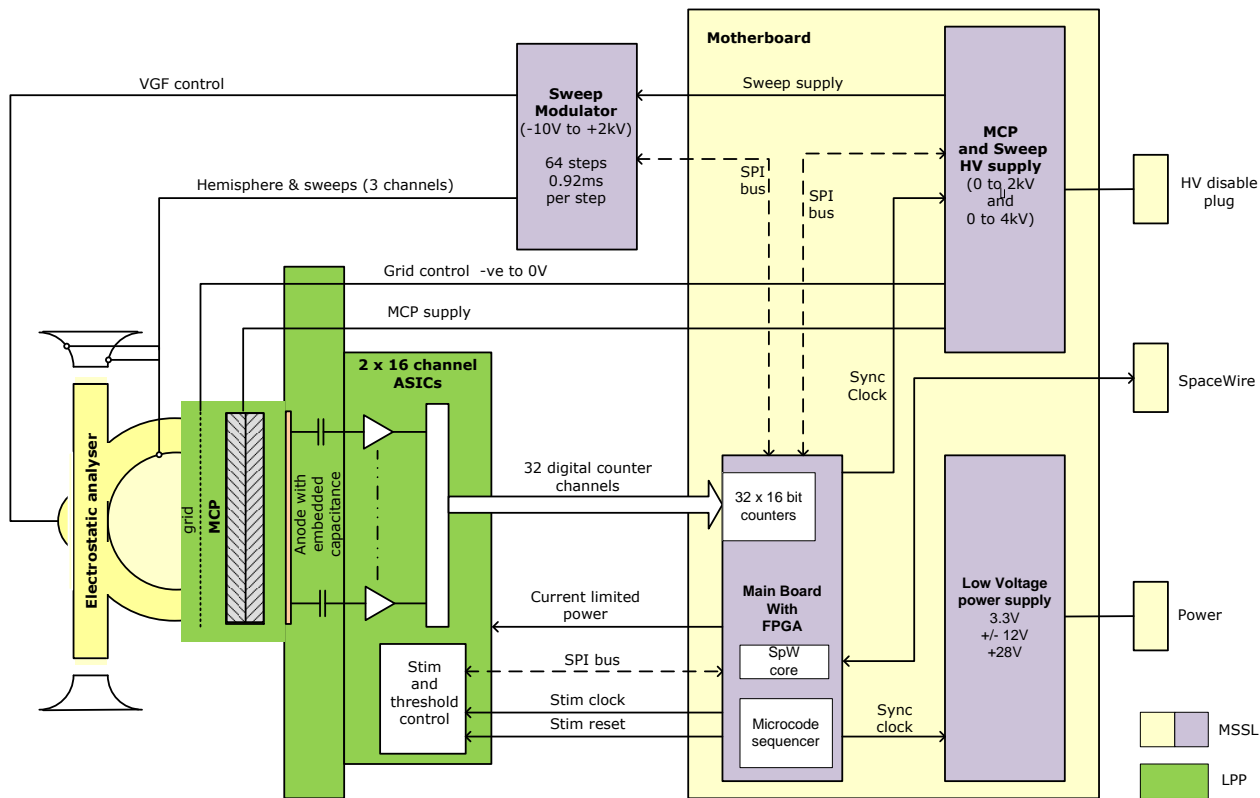 Motherboard
VGF control
Sweep
Modulator
(-10V to +2kV)
64 steps
0.92ms
per step
Sweep supply
MCP
and Sweep
HV supply
(0 to 2kV
and
0 to 4kV)
SPI
bus
SPI
bus
HV disable
plug
Hemisphere & sweeps (3 channels)
Grid control -ve to 0V
MCP supply
2 x 16 channel
ASICs
Sync
Clock
SpaceWire
Electrostatic analyser
grid
MCP
Anode with
embedded
capacitance
32 digital counter
channels
32 x 16 bit
counters
Main Board
With
FPGA
Low Voltage
power supply
3.3V
+/- 12V
+28V
Power
Current limited
power
SPI bus
SpW
core
Stim
and
threshold
control
Stim clock
Stim reset
Microcode
sequencer
Sync
clock
MSSL
LPP